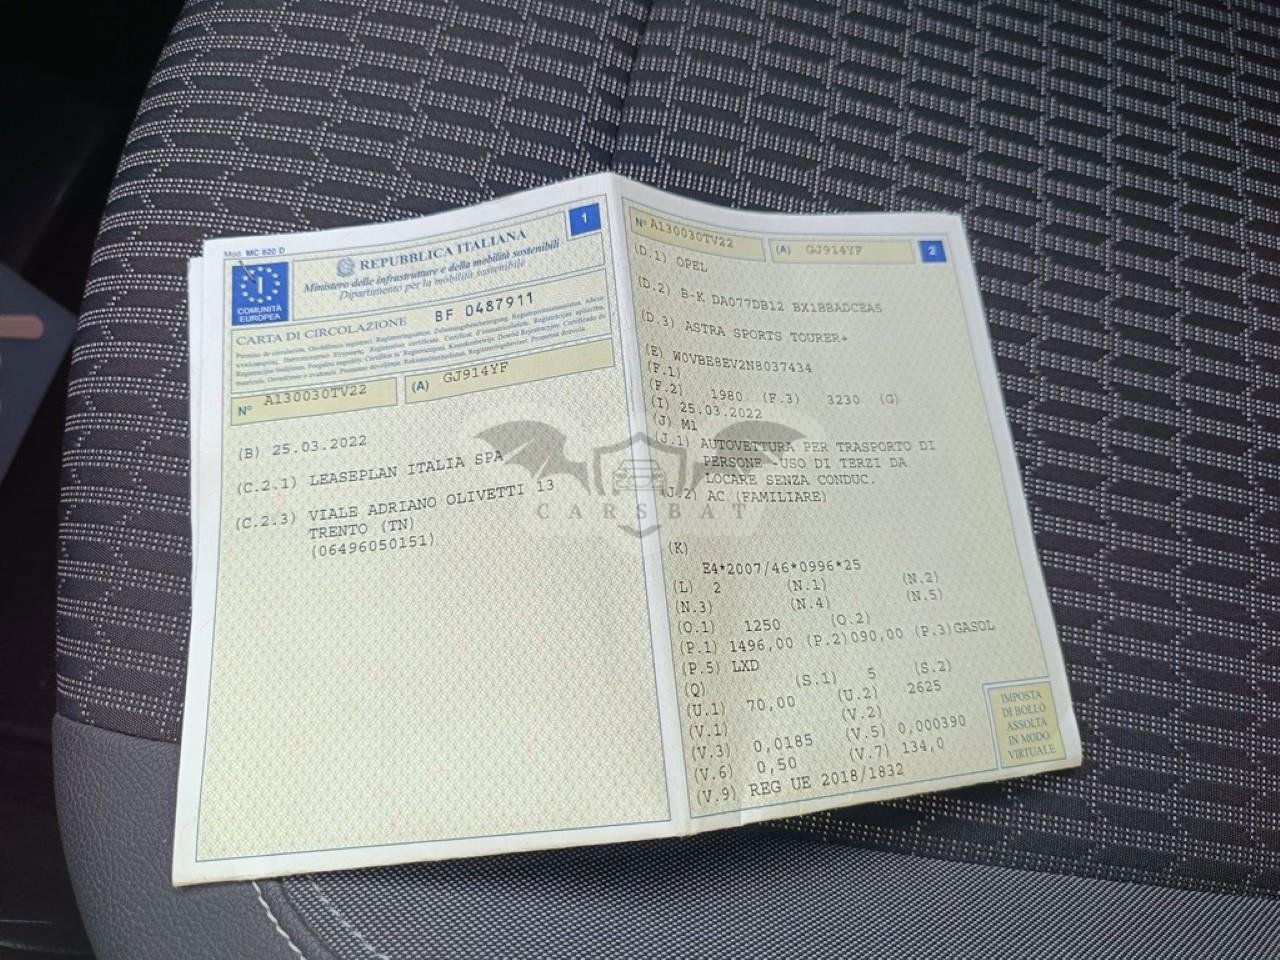 Mod. MC 820 D
COMUNITÀ
EUROPEA
REPUBBLICA ITALIANA
Ministero delle infrastrutture e della mobilità sostenibili
Dipartimento per la mobilità sostenibile
1
CARTA DI CIRCOLAZIONE BF 0487911
N° A130030TV22 (A) GJ914YF
(B) 25.03.2022
(C.2.1) LEASEPLAN ITALIA SPA
(C.2.3) VIALE ADRIANO OLIVETTI 13
TRENTO (TN)
(06496050151)
N° A130030TV22 (A) GJ914YF 2
(D.1) OPEL
(D.2) B-K DA077DB12 BX1BBADCEA5
(D.3) ASTRA SPORTS TOURER+
(E) W0VBE8EV2N8037434
(F.1)
(F.2) 1980 (F.3) 3230 (G)
(I) 25.03.2022
(J) M1
(J.1) AUTOVETTURA PER TRASPORTO DI
PERSONE -USO DI TERZI DA
LOCARE SENZA CONDUC.
(J.2) AC (FAMILIARE)
CARSBAT
(K)
E4*2007/46*0996*25
(L) 2 (N.1) (N.2)
(N.3) (N.4) (N.5)
(O.1) 1250 (O.2)
(P.1) 1496,00 (P.2)090,00 (P.3)GASOL
(P.5) LXD
(Q) (S.1) 5 (S.2)
(U.1) 70,00 (U.2) 2625
(V.1) (V.2)
(V.3) 0,0185 (V.5) 0,000390
(V.6) 0,50 (V.7) 134,0
(V.9) REG UE 2018/1832
IMPOSTA
DI BOLLO
ASSOLTA
IN MODO
VIRTUALE